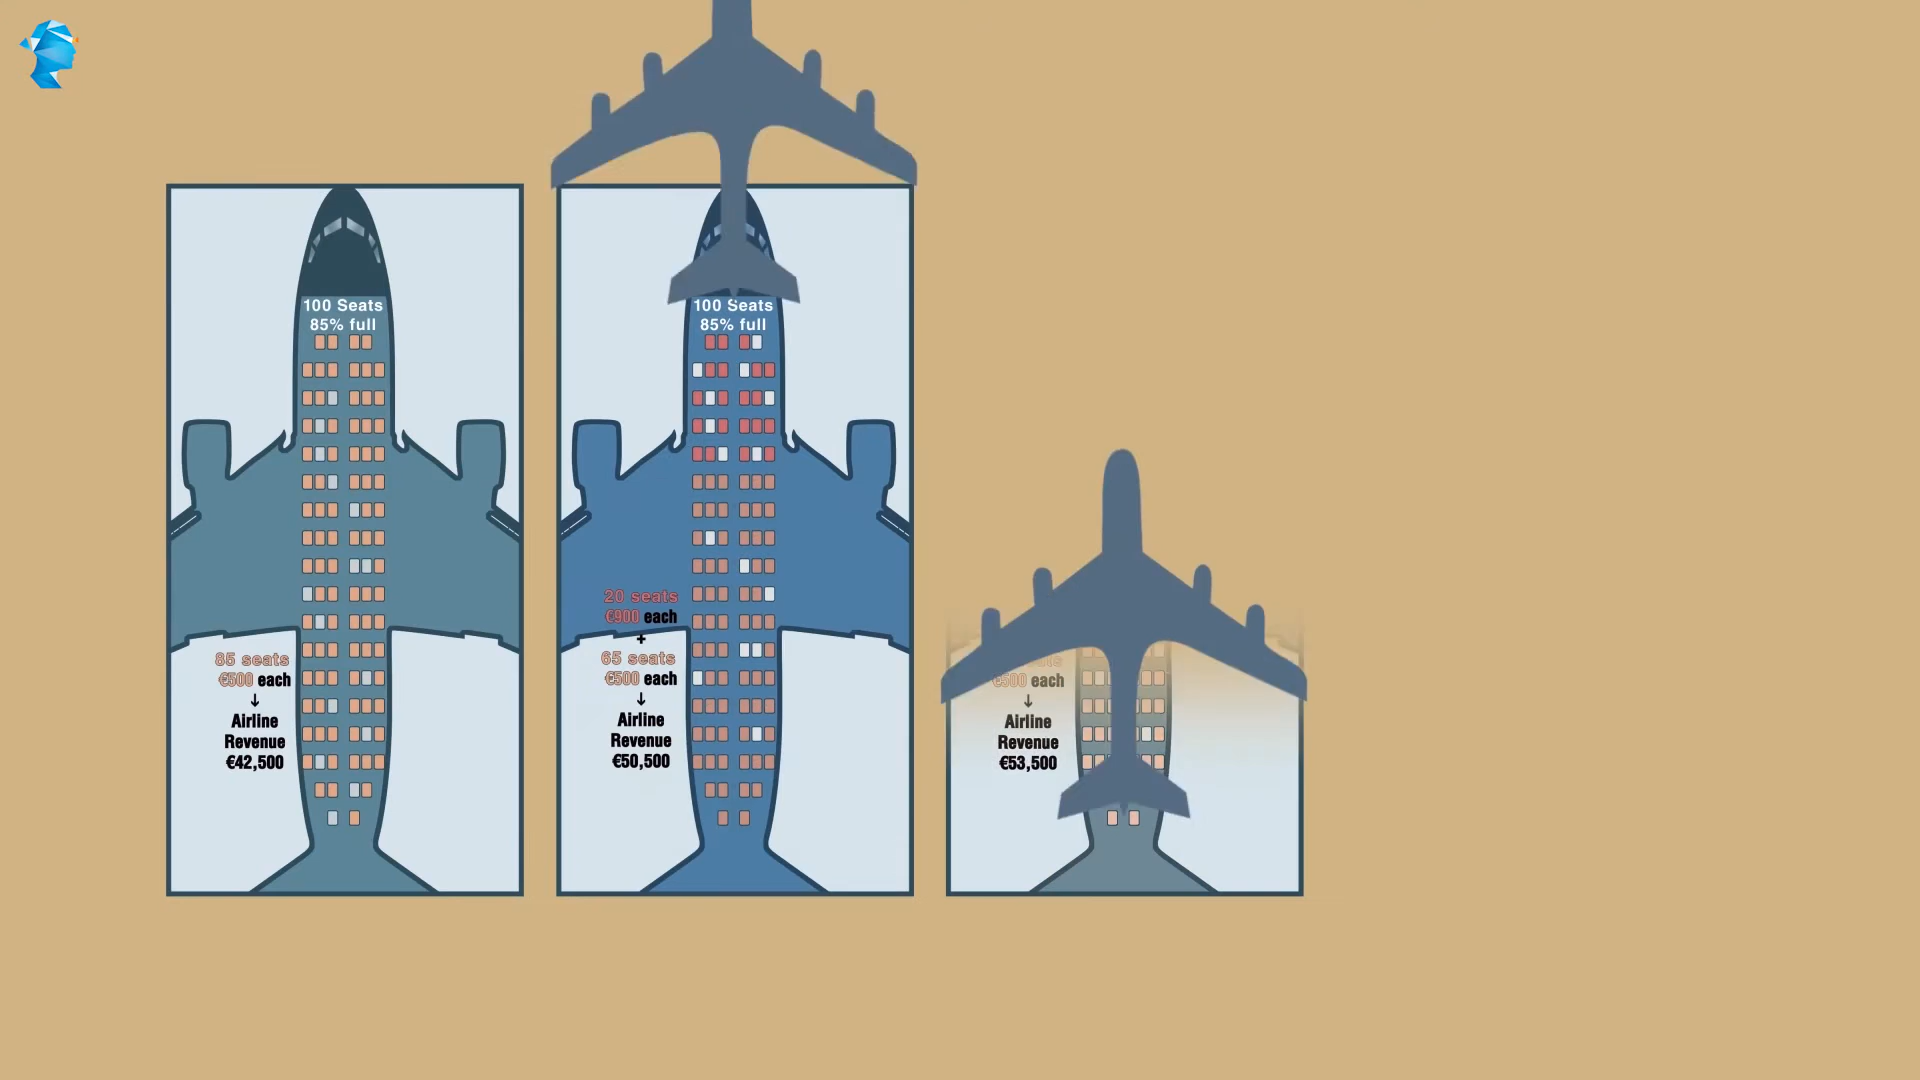 100 Seats
85% full
85 seats
€500 each
↓
Airline
Revenue
€42,500
100 Seats
85% full
20 seats
€900 each
+
65 seats
€500 each
↓
Airline
Revenue
€50,500
€500 each
↓
Airline
Revenue
€53,500